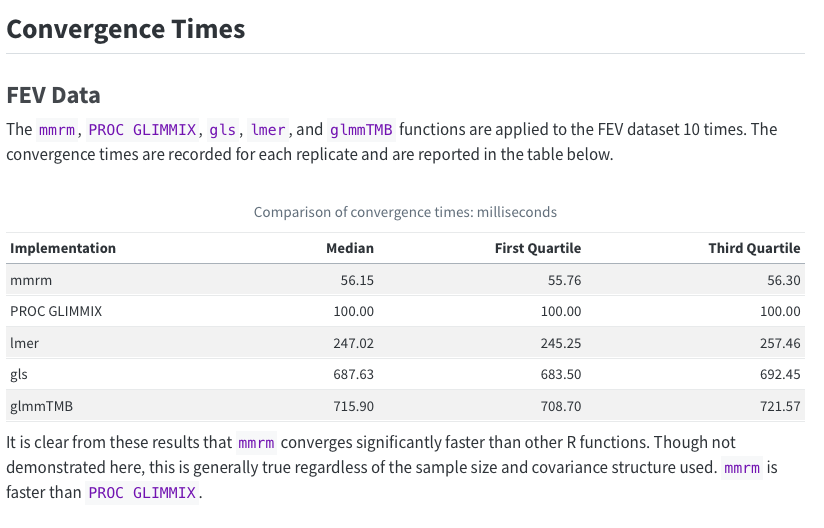 Convergence Times
FEV Data
The mmrm, PROC GLIMMIX, gls, lmer, and glmmTMB functions are applied to the FEV dataset 10 times. The
convergence times are recorded for each replicate and are reported in the table below.
Comparison of convergence times: milliseconds
Implementation Median First Quartile Third Quartile
mmrm 56.15 55.76 56.30
PROC GLIMMIX 100.00 100.00 100.00
lmer 247.02 245.25 257.46
gls 687.63 683.50 692.45
glmmTMB 715.90 708.70 721.57
It is clear from these results that mmrm converges significantly faster than other R functions. Though not
demonstrated here, this is generally true regardless of the sample size and covariance structure used. mmrm is
faster than PROC GLIMMIX.